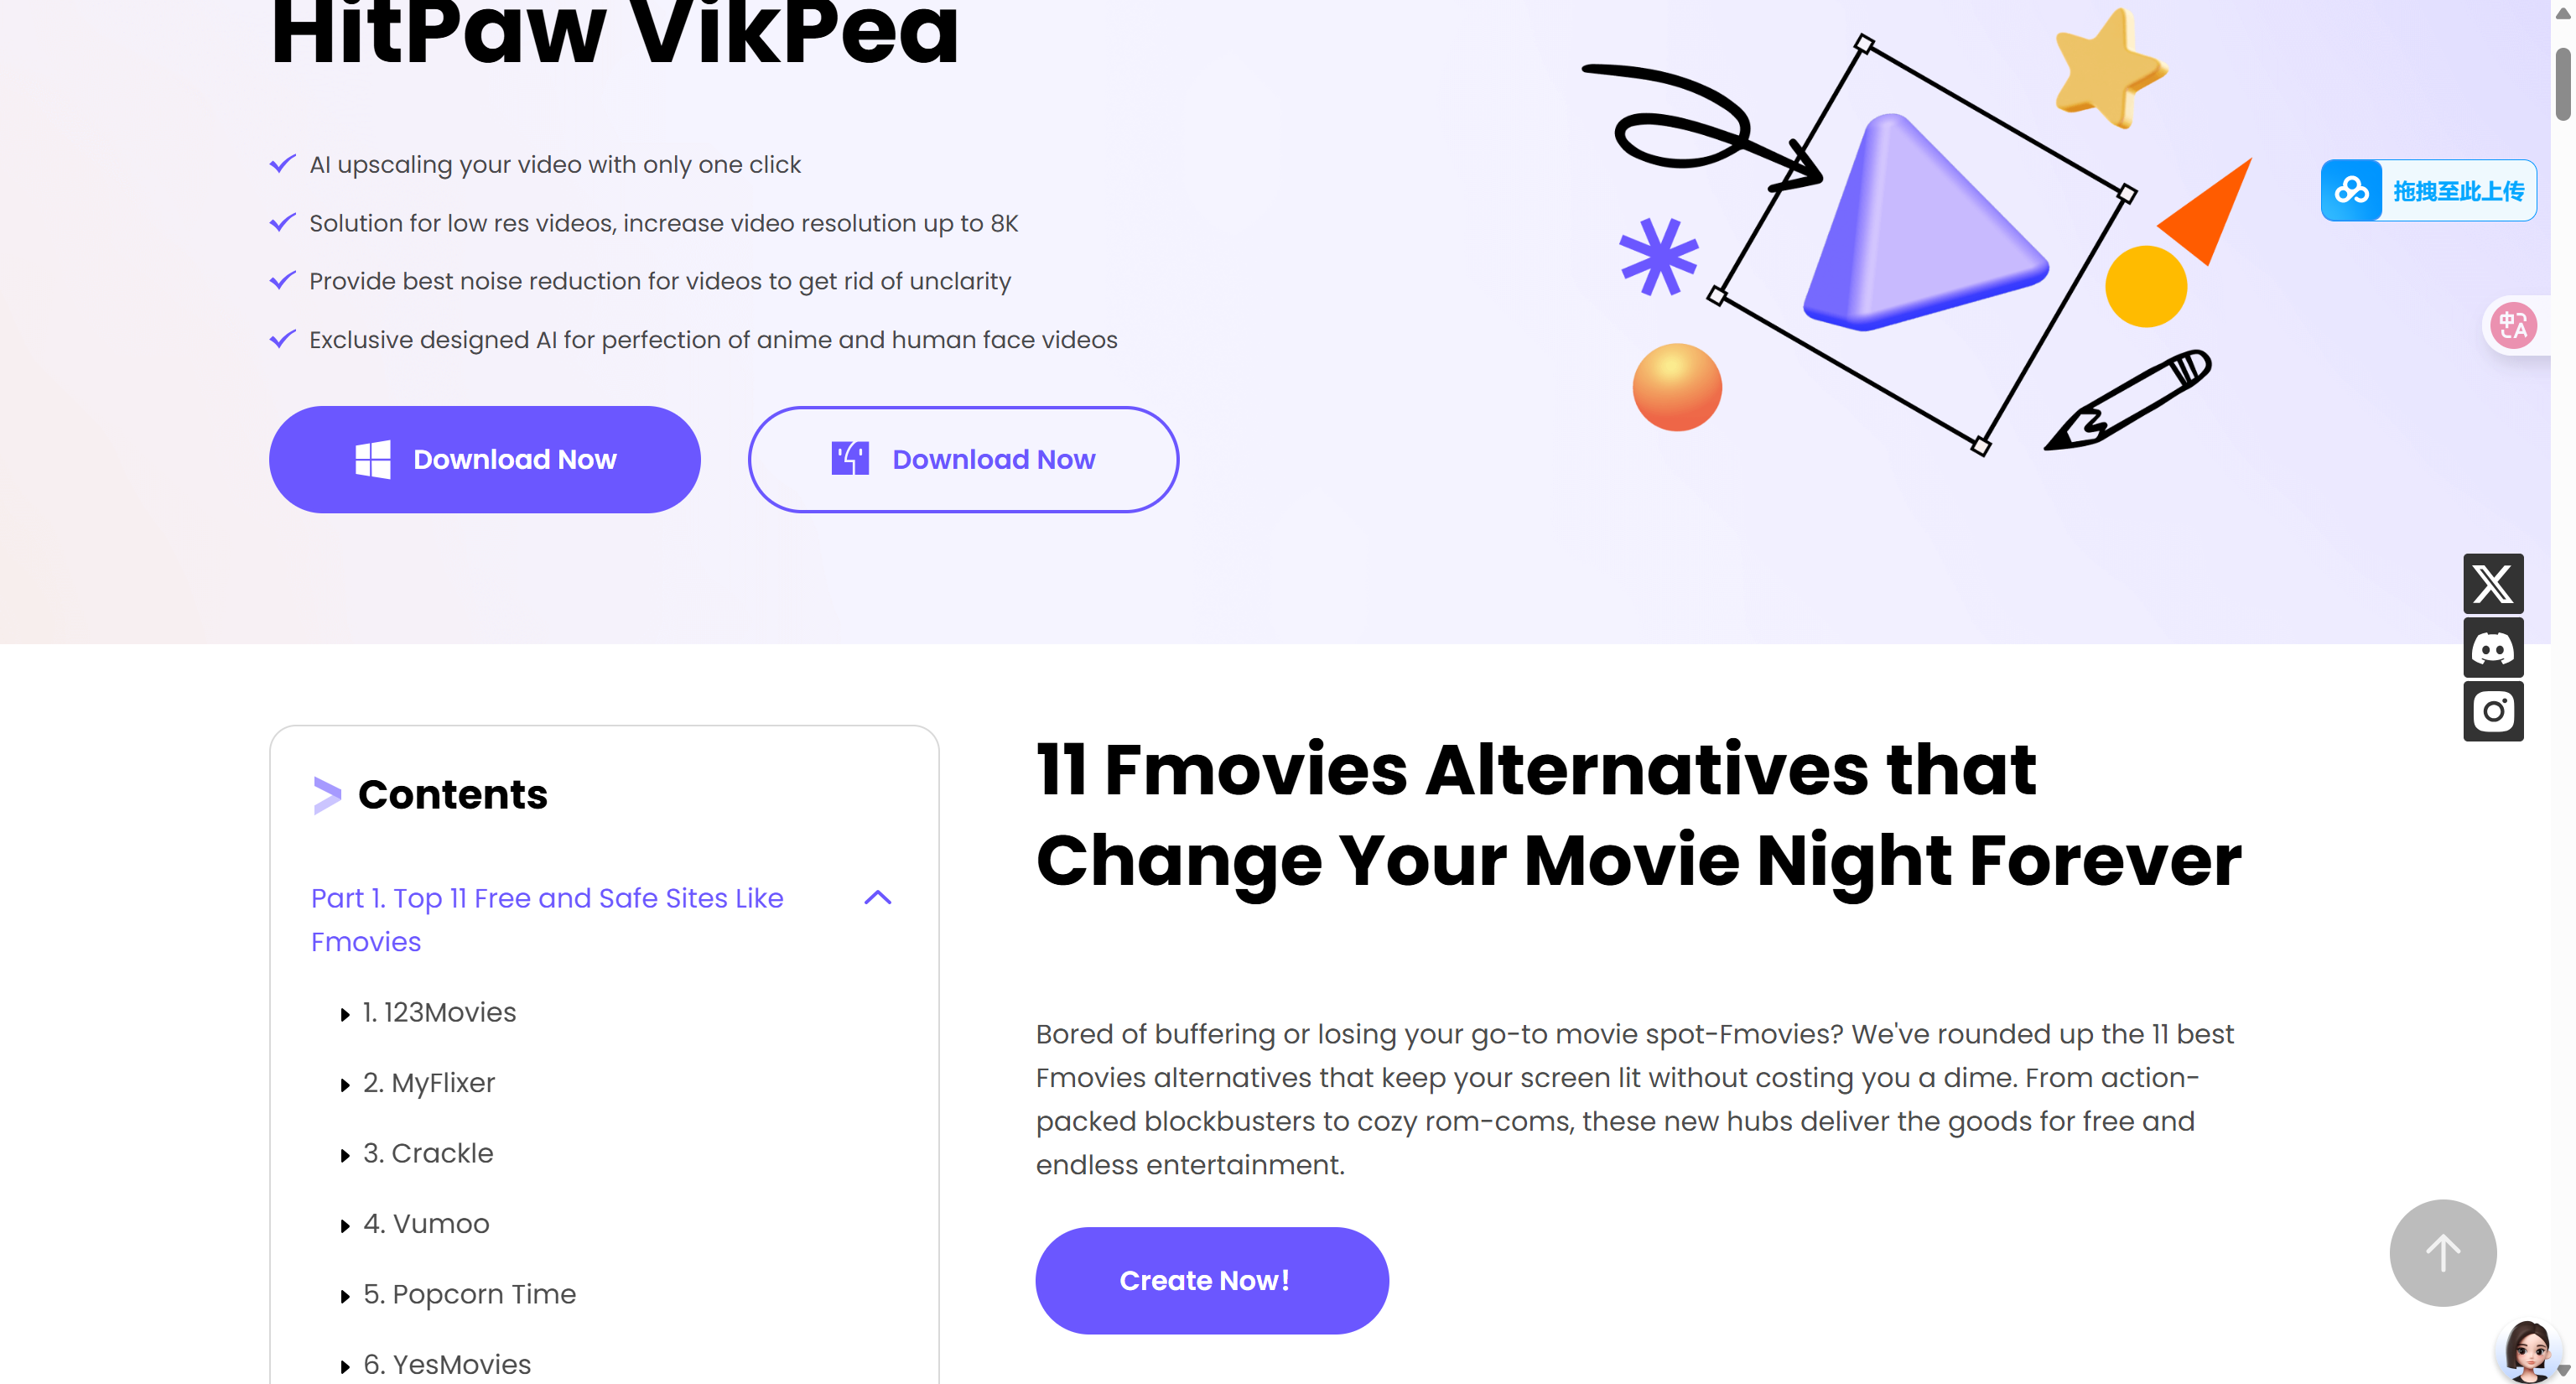 HitPaw VikPea
AI upscaling your video with only one click
Solution for low res videos, increase video resolution up to 8K
Provide best noise reduction for videos to get rid of unclarity
Exclusive designed AI for perfection of anime and human face videos
Download Now
Download Now
拖拽至此上传
中A
Contents
Part 1. Top 11 Free and Safe Sites Like
Fmovies
1. 123Movies
2. MyFlixer
3. Crackle
4. Vumoo
5. Popcorn Time
6. YesMovies
11 Fmovies Alternatives that
Change Your Movie Night Forever
Bored of buffering or losing your go-to movie spot-Fmovies? We've rounded up the 11 best
Fmovies alternatives that keep your screen lit without costing you a dime. From action-
packed blockbusters to cozy rom-coms, these new hubs deliver the goods for free and
endless entertainment.
Create Now!